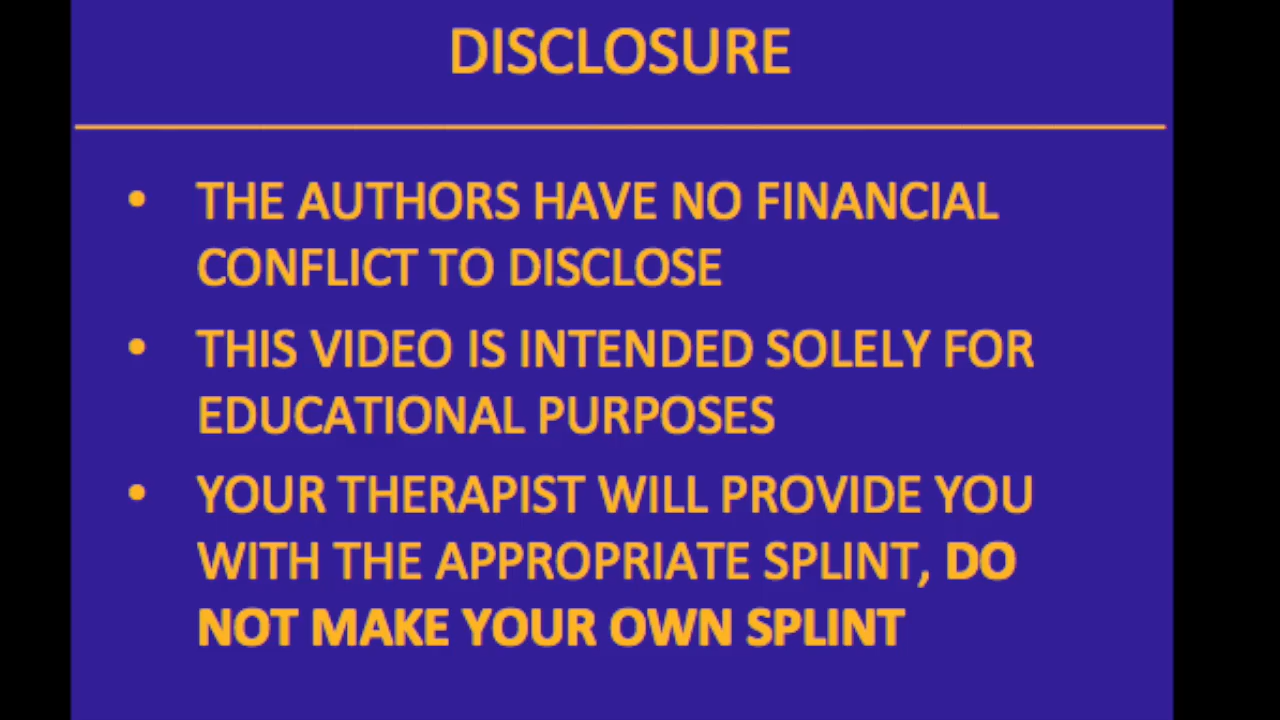 DISCLOSURE
• THE AUTHORS HAVE NO FINANCIAL
CONFLICT TO DISCLOSE
• THIS VIDEO IS INTENDED SOLELY FOR
EDUCATIONAL PURPOSES
• YOUR THERAPIST WILL PROVIDE YOU
WITH THE APPROPRIATE SPLINT, DO
NOT MAKE YOUR OWN SPLINT